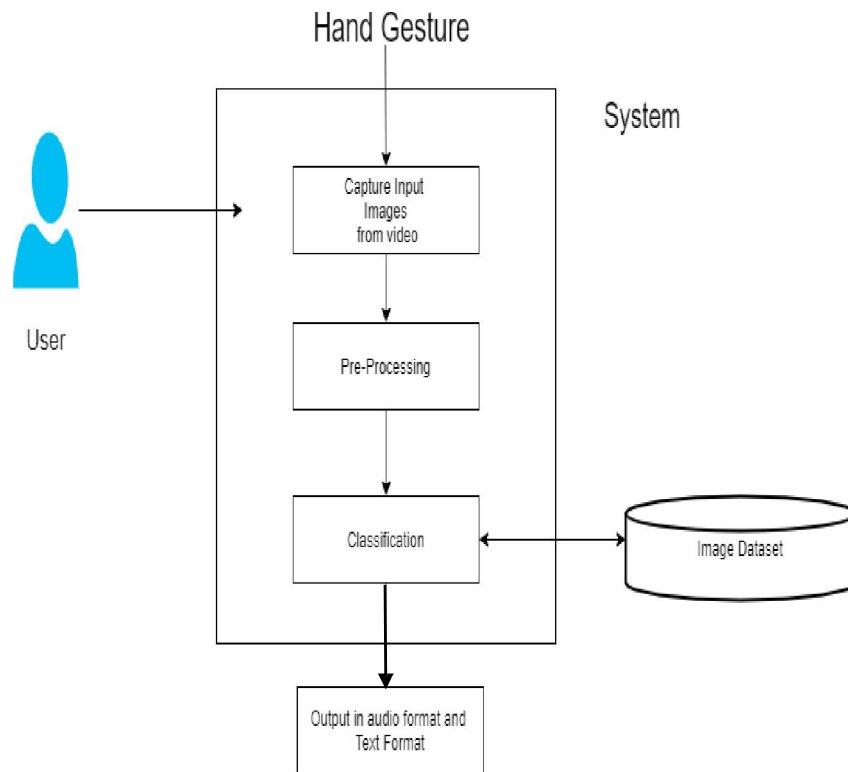 Hand Gesture
System
Capture Input
Images
from video
User
Pre-Processing
Classification
Image Dataset
Output in audio format and
Text Format